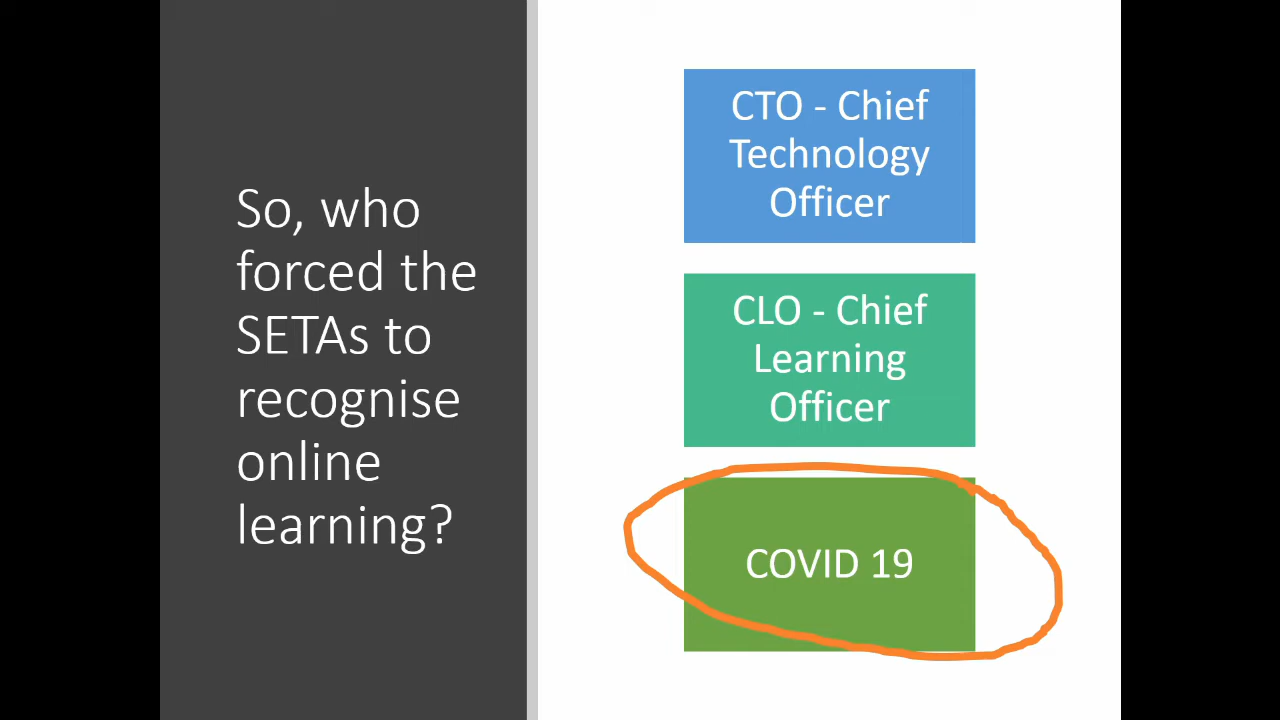 So, who
forced the
SETAs to
recognise
online
learning?
CTO - Chief
Technology
Officer
CLO - Chief
Learning
Officer
COVID 19